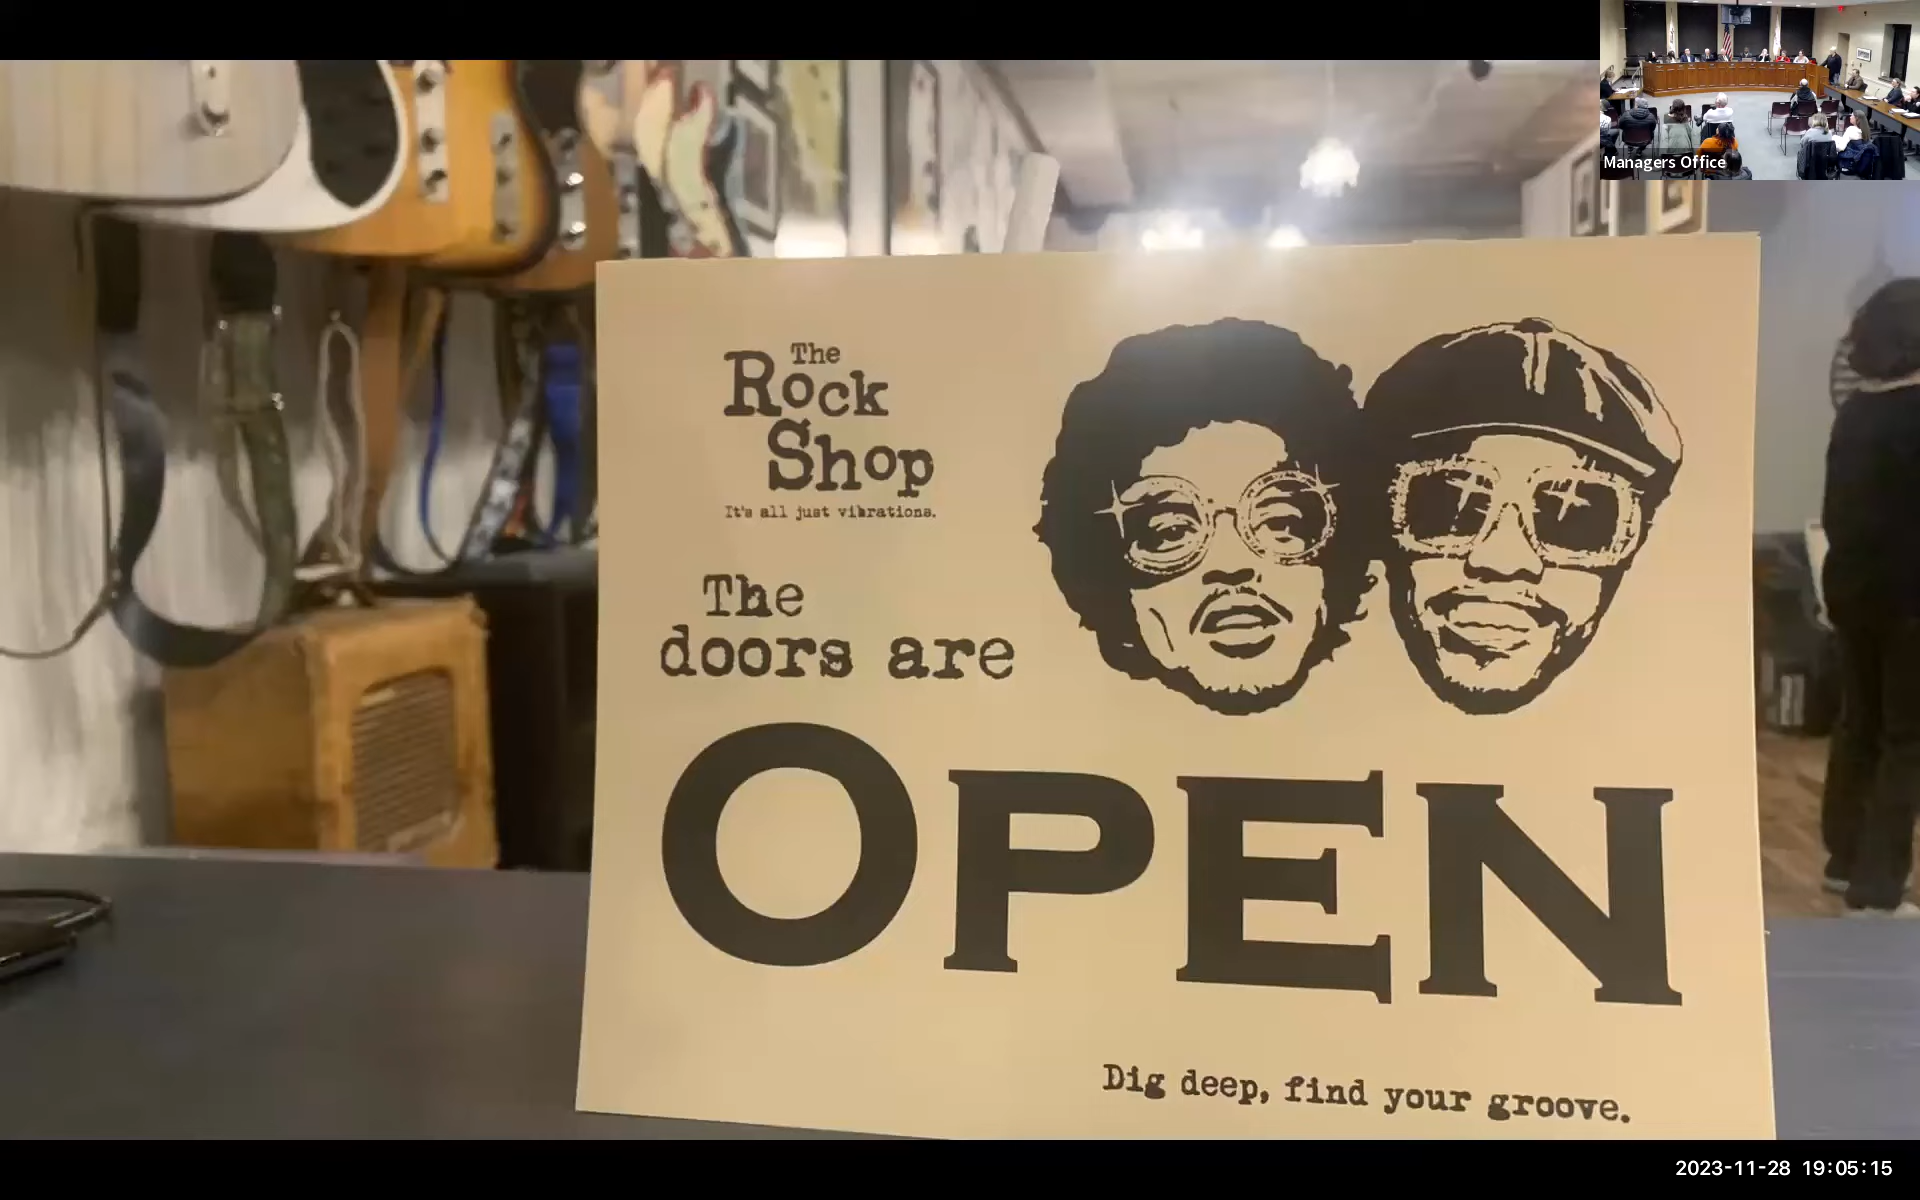 Managers Office
The
Rock
Shop
It's all just vibrations.
The
doors are
OPEN
Dig deep, find your groove.
2023-11-28 19:05:15